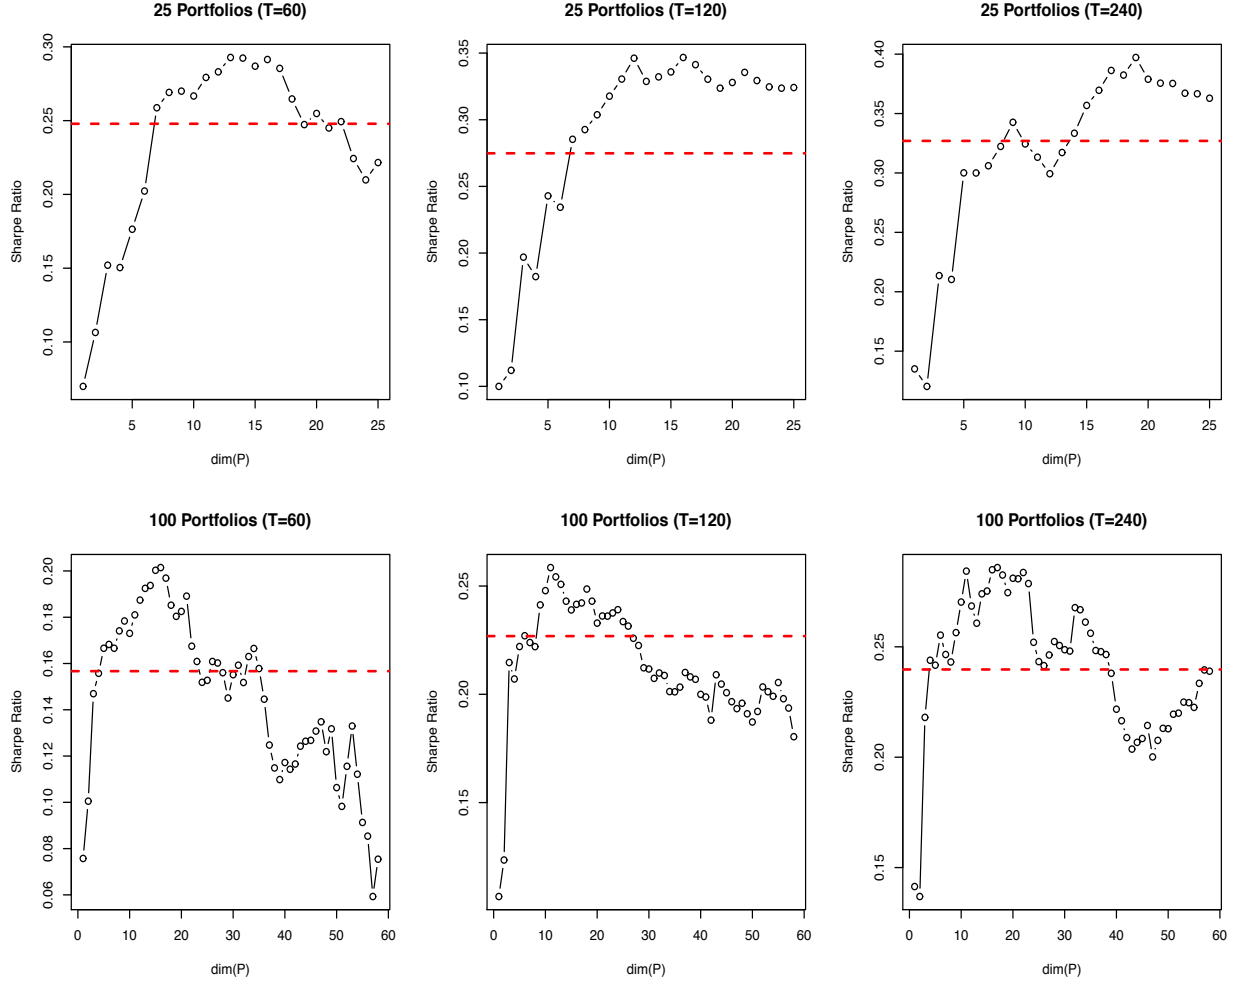 25 Portfolios (T=60)
Sharpe Ratio
0.10 0.15 0.20 0.25 0.30
5 10 15 20 25
dim(P)
25 Portfolios (T=120)
Sharpe Ratio
0.10 0.15 0.20 0.25 0.30 0.35
5 10 15 20 25
dim(P)
25 Portfolios (T=240)
Sharpe Ratio
0.15 0.20 0.25 0.30 0.35 0.40
5 10 15 20 25
dim(P)
100 Portfolios (T=60)
Sharpe Ratio
0.06 0.08 0.10 0.12 0.14 0.16 0.18 0.20
0 10 20 30 40 50 60
dim(P)
100 Portfolios (T=120)
Sharpe Ratio
0.15 0.20 0.25
0 10 20 30 40 50 60
dim(P)
100 Portfolios (T=240)
Sharpe Ratio
0.15 0.20 0.25
0 10 20 30 40 50 60
dim(P)